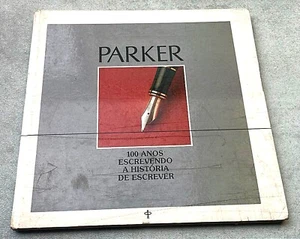 PARKER
100 ANOS
ESCREVENDO
A HISTÓRIA
DE ESCREVER